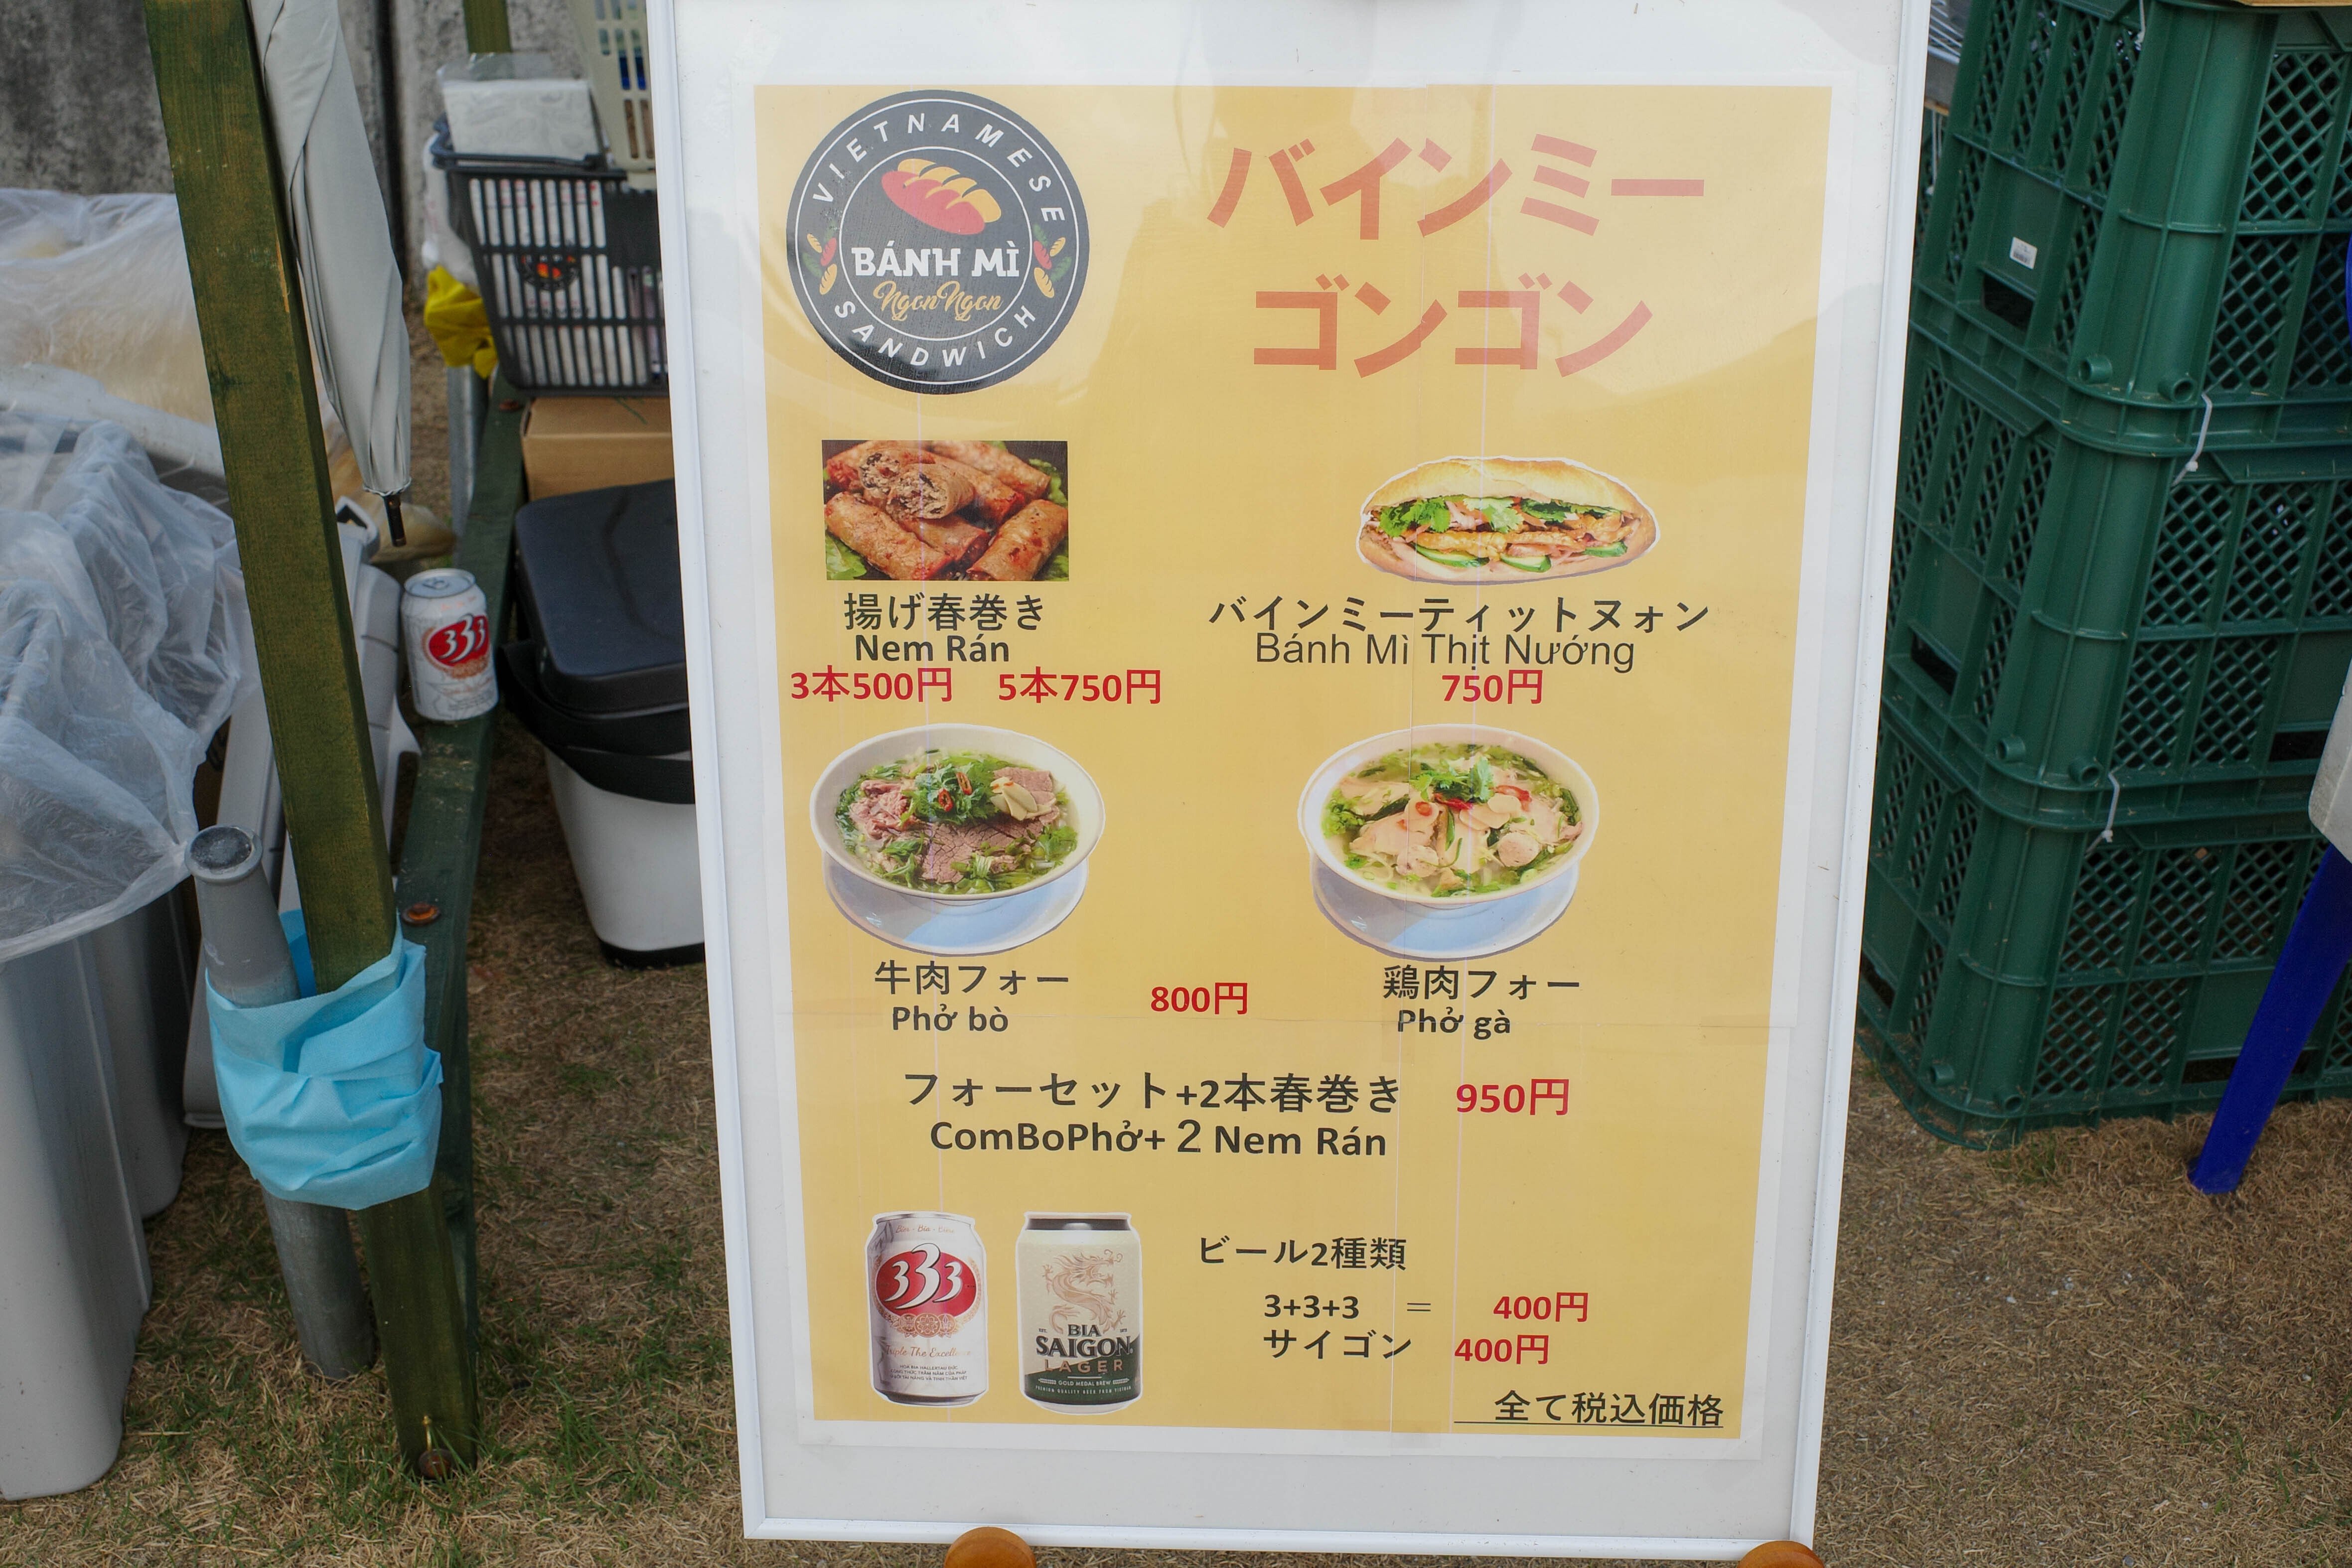 VIETNAMESE
BÁNH MÌ
NgonNgon
SANDWICH
バインミー
ゴンゴン
揚げ春巻き
Nem Rán
3本500円 5本750円
バインミーティットヌォン
Bánh Mì Thịt Nướng
750円
牛肉フォー
Phở bò
800円
鶏肉フォー
Phở gà
フォーセット+2本春巻き 950円
ComBoPhở+２Nem Rán
333
BIA
SAIGON
LAGER
GOLD MEDAL BREW
ビール2種類
3+3+3 ＝ 400円
サイゴン 400円
全て税込価格
333